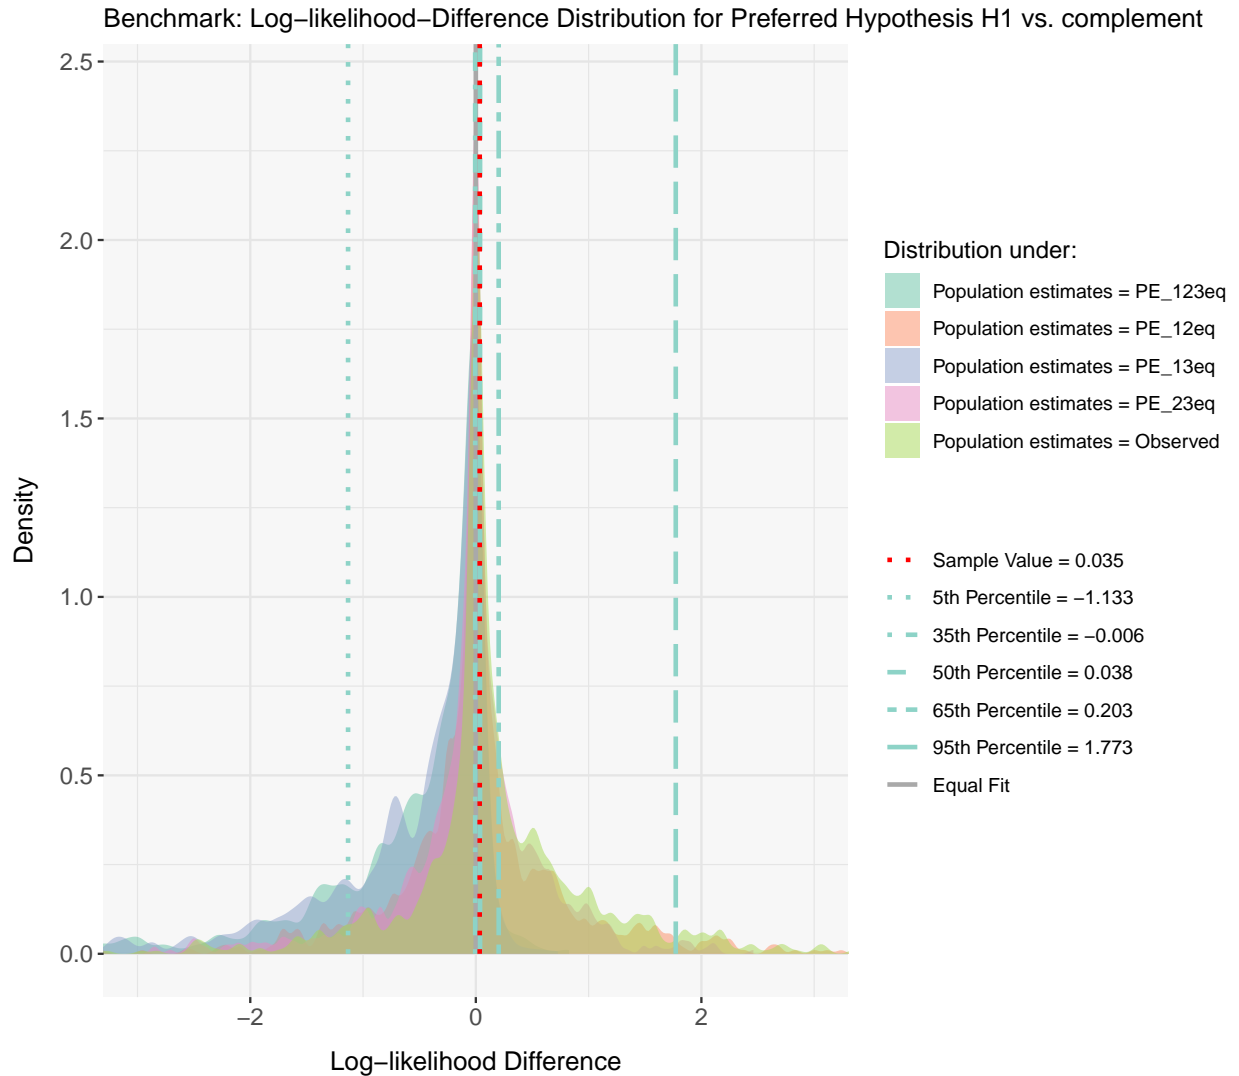 Benchmark: Log−likelihood−Difference Distribution for Preferred Hypothesis H1 vs. complement
2.5
2.0
1.5
1.0
0.5
0.0
Density
−2
0
2
Log−likelihood Difference
Distribution under:
Population estimates = PE_123eq
Population estimates = PE_12eq
Population estimates = PE_13eq
Population estimates = PE_23eq
Population estimates = Observed
Sample Value = 0.035
5th Percentile = −1.133
35th Percentile = −0.006
50th Percentile = 0.038
65th Percentile = 0.203
95th Percentile = 1.773
Equal Fit